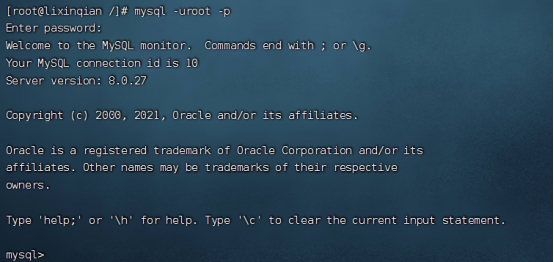 [root@lixinqian /]# mysql -uroot -p
Enter password:
Welcome to the MySQL monitor.  Commands end with ; or \g.
Your MySQL connection id is 10
Server version: 8.0.27
Copyright (c) 2000, 2021, Oracle and/or its affiliates.
Oracle is a registered trademark of Oracle Corporation and/or its
affiliates. Other names may be trademarks of their respective
owners.
Type 'help;' or '\h' for help. Type '\c' to clear the current input statement.
mysql>